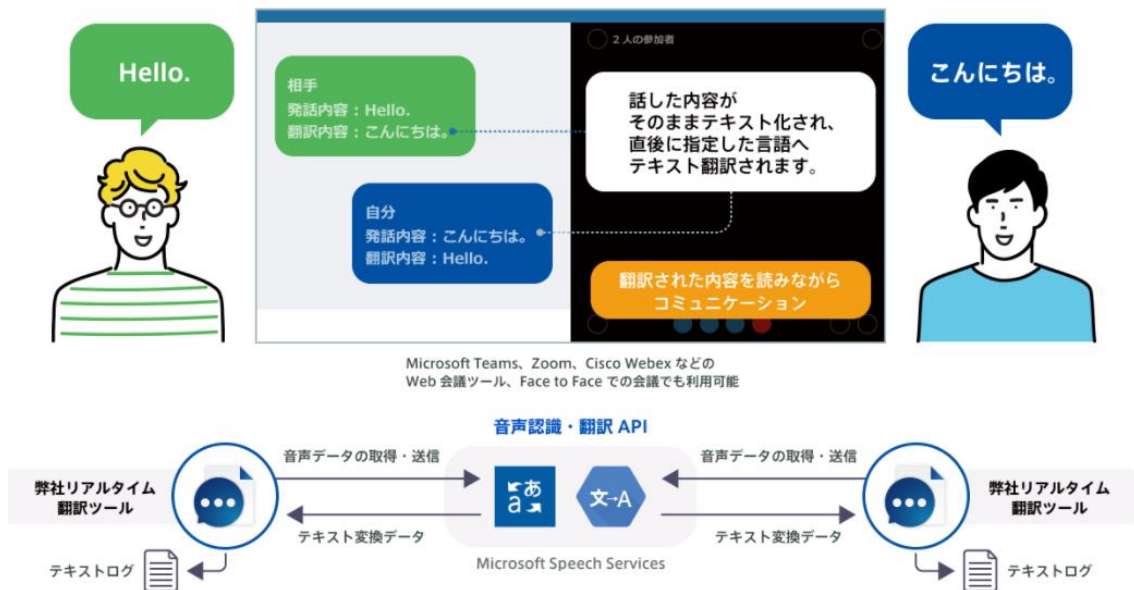 Hello.
相手
発話内容：Hello.
翻訳内容：こんにちは。
自分
発話内容：こんにちは。
翻訳内容：Hello.
2 人の参加者
話した内容が
そのままテキスト化され、
直後に指定した言語へ
テキスト翻訳されます。
翻訳された内容を読みながら
コミュニケーション
こんにちは。
Microsoft Teams、Zoom、Cisco Webex などの
Web 会議ツール、Face to Face での会議でも利用可能
音声認識・翻訳 API
弊社リアルタイム
翻訳ツール
音声データの取得・送信
テキスト変換データ
テキストログ
あ
a
文→A
Microsoft Speech Services
音声データの取得・送信
テキスト変換データ
弊社リアルタイム
翻訳ツール
テキストログ